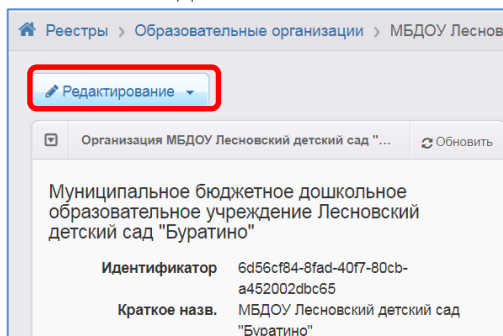 Реестры > Образовательные организации > МБДОУ Леснов
Редактирование
Организация МБДОУ Лесновский детский сад "... Обновить
Муниципальное бюджетное дошкольное
образовательное учреждение Лесновский
детский сад "Буратино"
Идентификатор 6d56cf84-8fad-40f7-80cb-
a452002dbc65
Краткое назв. МБДОУ Лесновский детский сад
"Буратино"